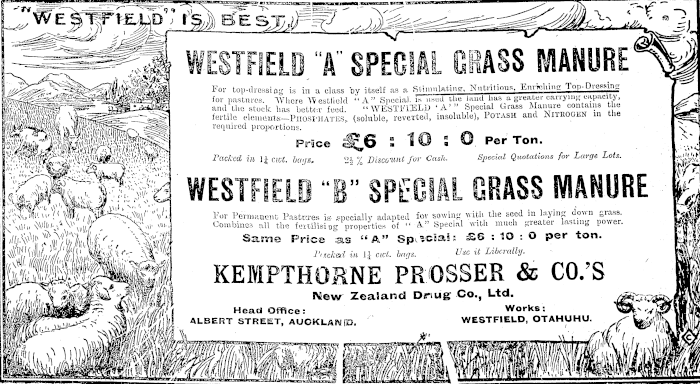 "WESTFIELD" IS BEST.
WESTFIELD "A" SPECIAL GRASS MANURE
For top-dressing is in a class by itself as a Stimulating, Nutritious, Enriching Top-Dressing
for pastures. Where Westfield "A" Special is used the land has a greater carrying capacity,
and the stock has better feed. "WESTFIELD 'A'" Special Grass Manure contains the
fertile elements—PHOSPHATES, (soluble, reverted, insoluble), POTASH and NITROGEN in the
required proportions.
Price £6 : 10 : 0 Per Ton.
Packed in 1¼ cwt. bags. 2½ % Discount for Cash. Special Quotations for Large Lots.
WESTFIELD "B" SPECIAL GRASS MANURE
For Permanent Pastures is specially adapted for sowing with the seed in laying down grass.
Combines all the fertilising properties of "A" Special with much greater lasting power.
Same Price as "A" Special: £6 : 10 : 0 per ton.
Packed in 1¼ cwt. bags. Use it Liberally.
KEMPTHORNE PROSSER & CO.'S
New Zealand Drug Co., Ltd.
Head Office: Works:
ALBERT STREET, AUCKLAND. WESTFIELD, OTAHUHU.